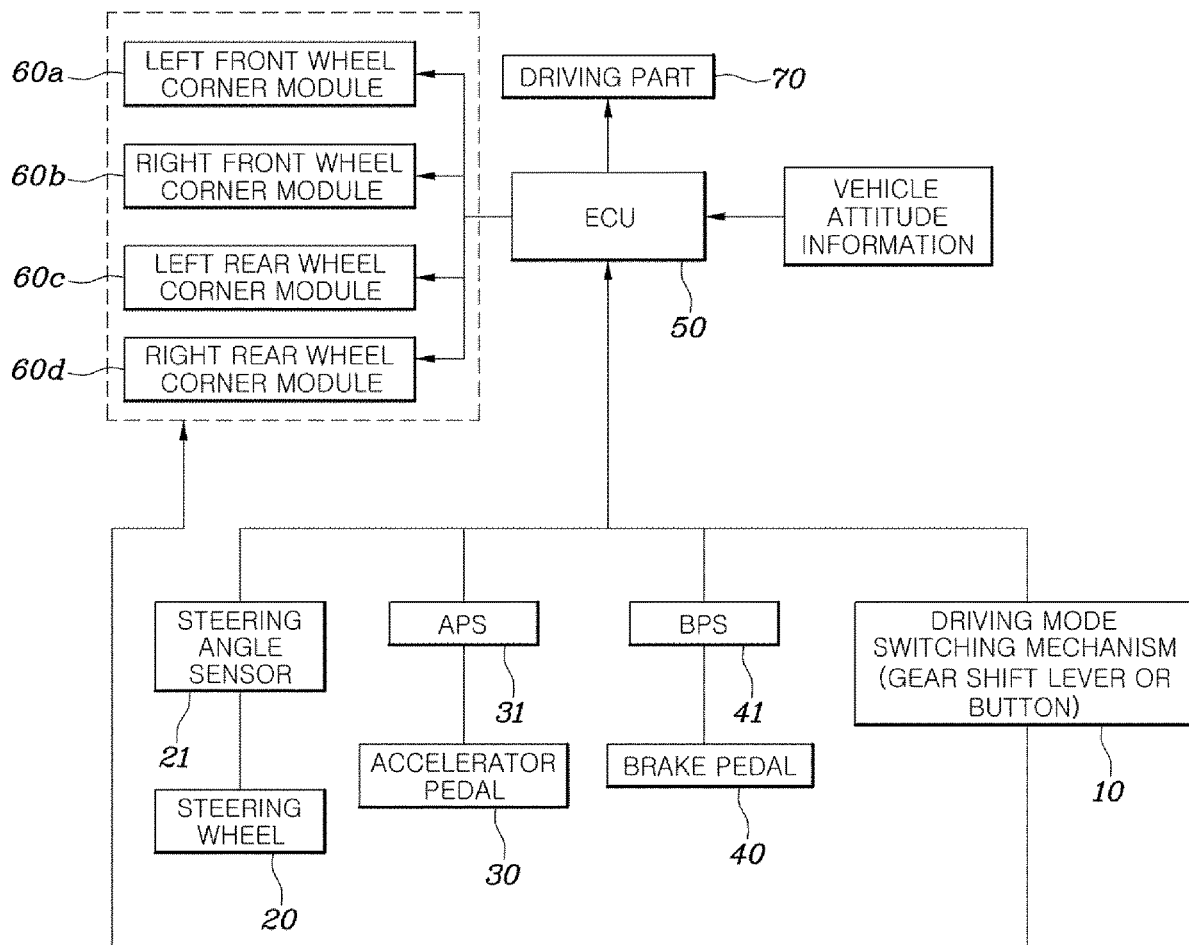 60a
LEFT FRONT WHEEL
CORNER MODULE
DRIVING PART
70
60b
RIGHT FRONT WHEEL
CORNER MODULE
ECU
50
VEHICLE
ATTITUDE
INFORMATION
60c
LEFT REAR WHEEL
CORNER MODULE
60d
RIGHT REAR WHEEL
CORNER MODULE
STEERING
ANGLE
SENSOR
21
APS
31
BPS
41
DRIVING MODE
SWITCHING MECHANISM
(GEAR SHIFT LEVER OR
BUTTON)
10
STEERING
WHEEL
20
ACCELERATOR
PEDAL
30
BRAKE PEDAL
40